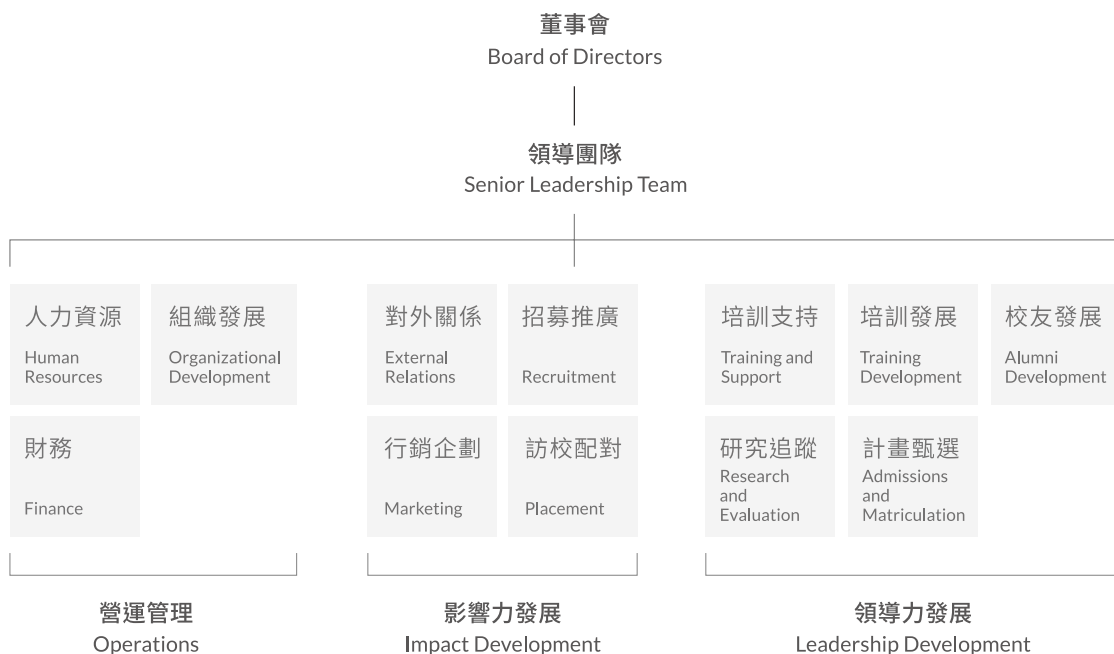 董事會
Board of Directors
領導團隊
Senior Leadership Team
人力資源
Human
Resources
組織發展
Organizational
Development
財務
Finance
營運管理
Operations
對外關係
External
Relations
招募推廣
Recruitment
行銷企劃
Marketing
訪校配對
Placement
影響力發展
Impact Development
培訓支持
Training and
Support
培訓發展
Training
Development
校友發展
Alumni
Development
研究追蹤
Research
and
Evaluation
計畫甄選
Admissions
and
Matriculation
領導力發展
Leadership Development